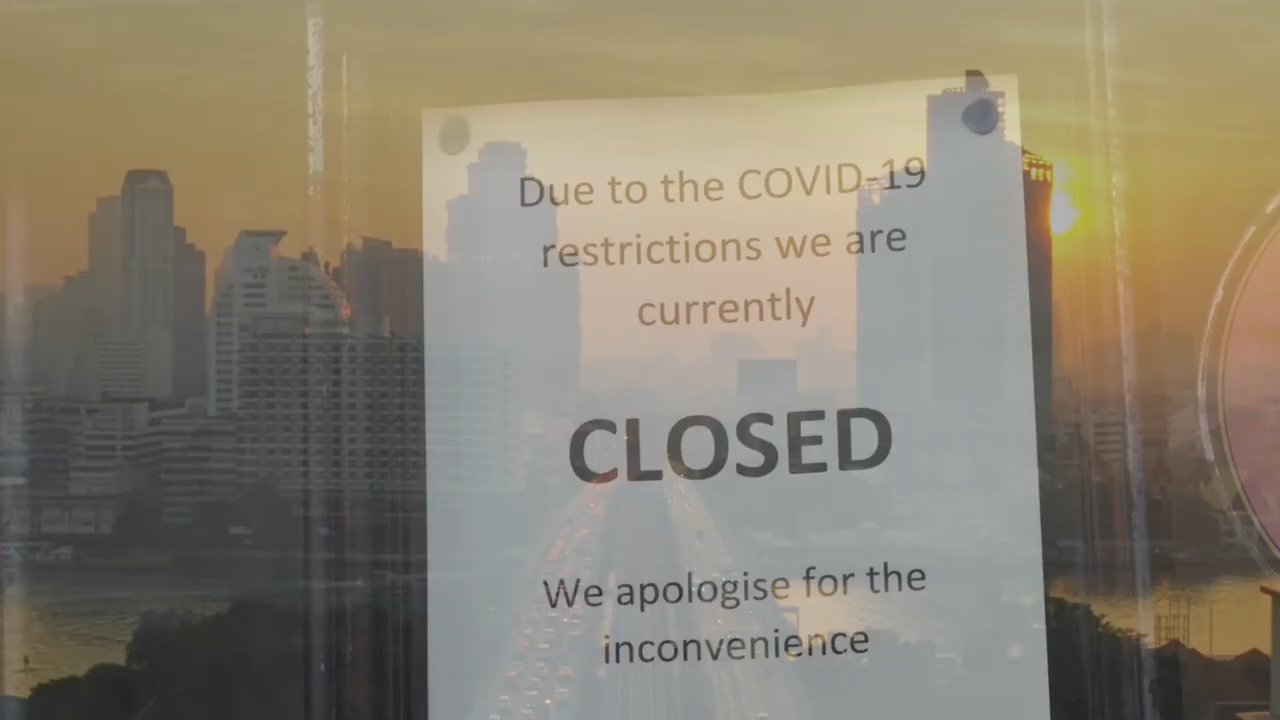 Due to the COVID-19
restrictions we are
currently
CLOSED
We apologise for the
inconvenience